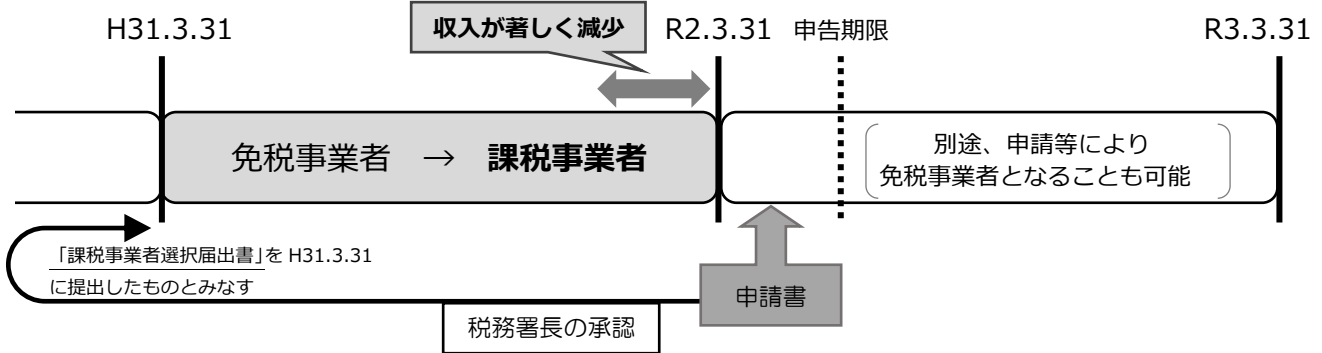 H31.3.31
収入が著しく減少
R2.3.31
申告期限
R3.3.31
免税事業者 → 課税事業者
別途、申請等により
免税事業者となることも可能
「課税事業者選択届出書」を H31.3.31
に提出したものとみなす
申請書
税務署長の承認